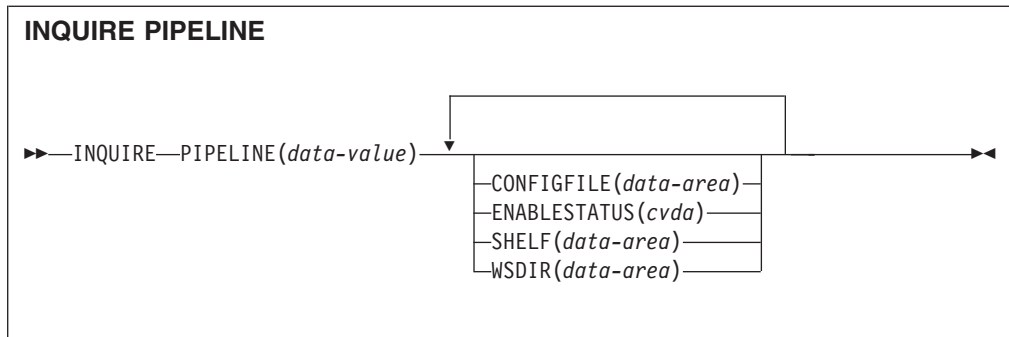 INQUIRE PIPELINE
INQUIRE PIPELINE(data-value)
CONFIGFILE(data-area)
ENABLESTATUS(cvda)
SHELF(data-area)
WSDIR(data-area)